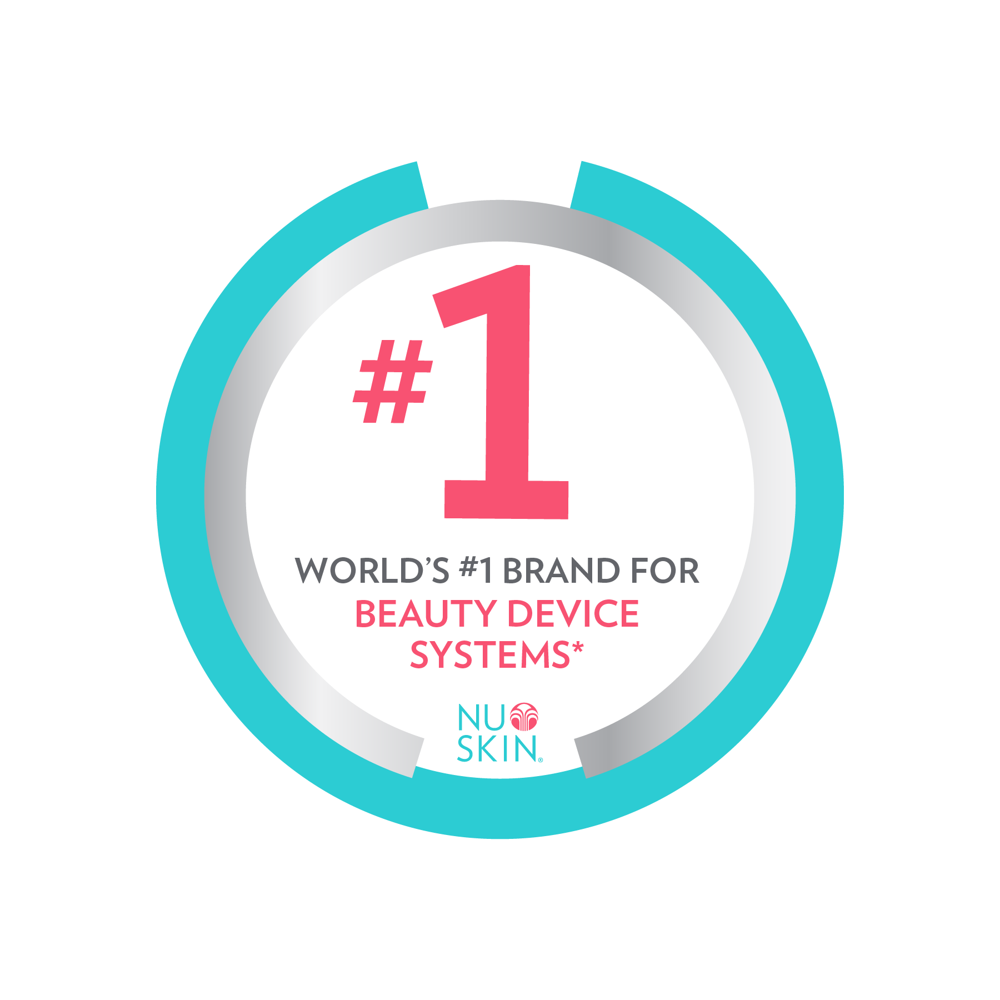 #1
WORLD’S #1 BRAND FOR
BEAUTY DEVICE
SYSTEMS*
NU
SKIN®